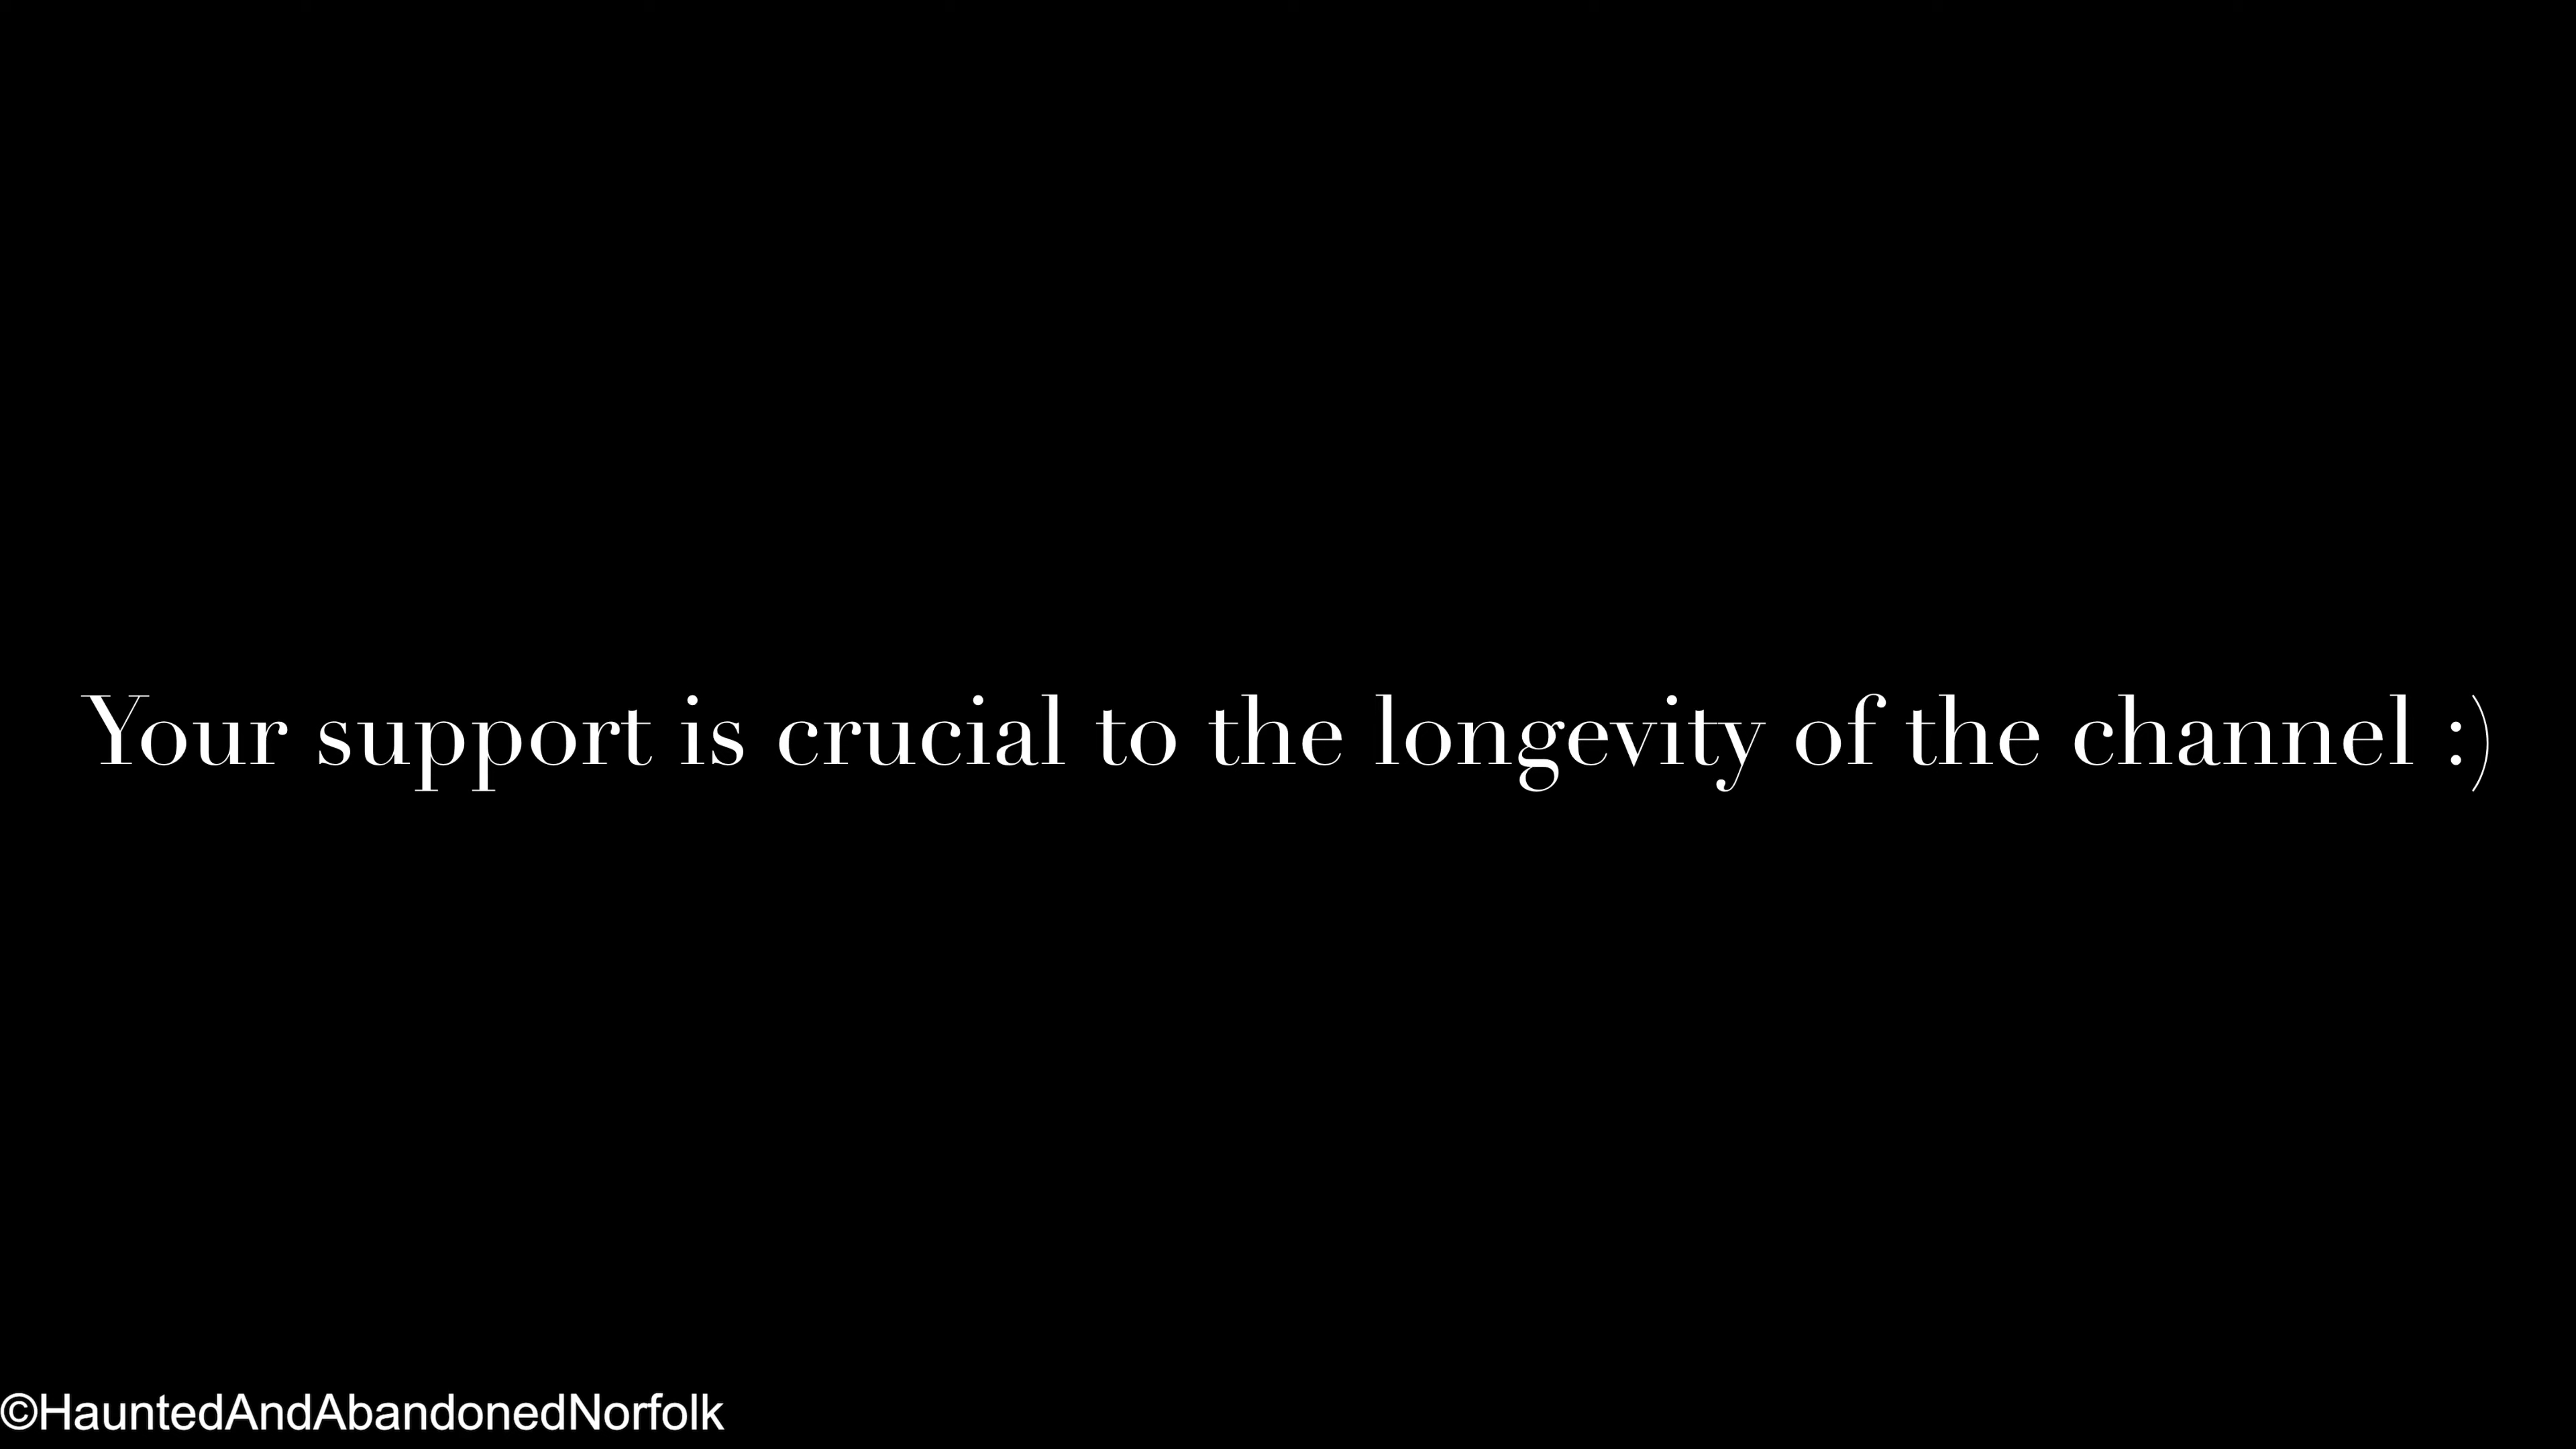 Your support is crucial to the longevity of the channel :)
©HauntedAndAbandonedNorfolk